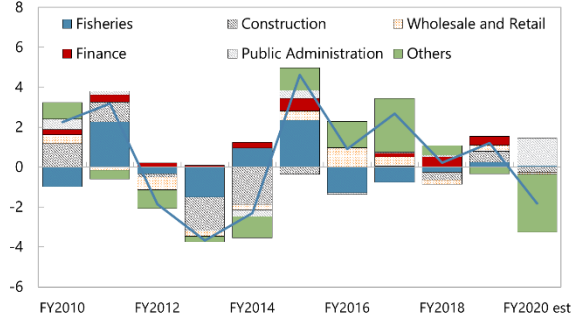 8
6
4
2
0
-2
-4
-6
Fisheries Construction Wholesale and Retail
Finance Public Administration Others
FY2010 FY2012 FY2014 FY2016 FY2018 FY2020 est